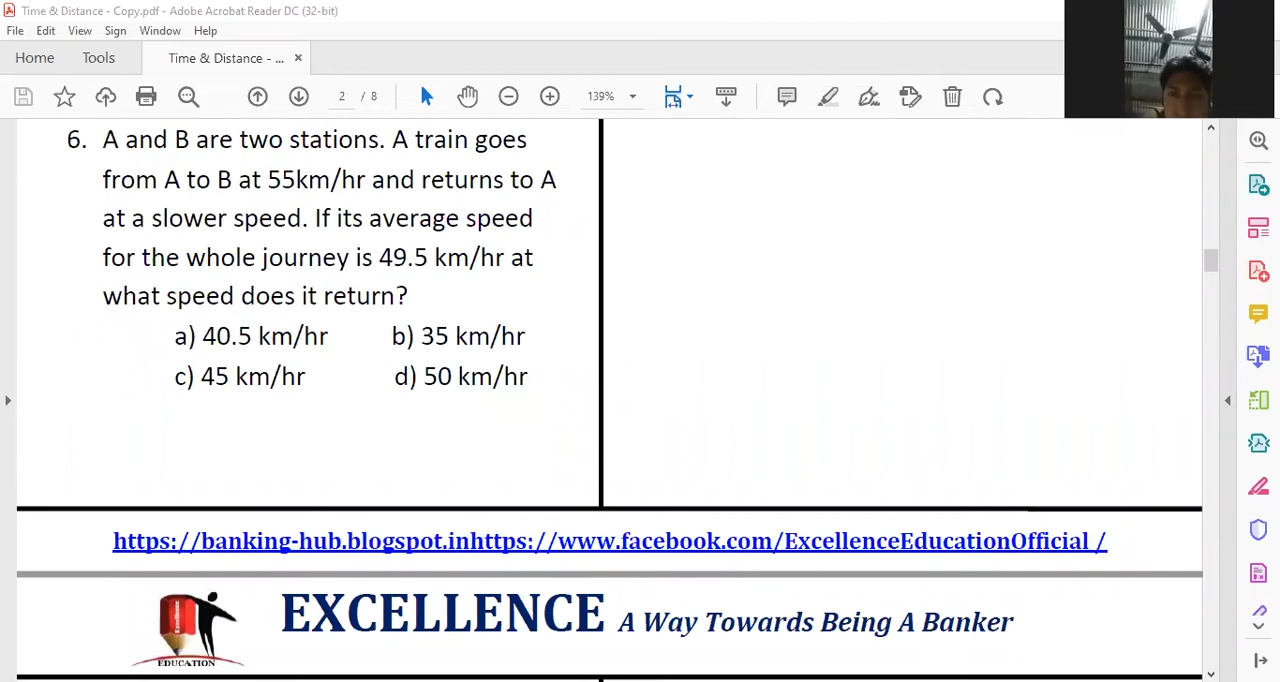 Time & Distance - Copy.pdf - Adobe Acrobat Reader DC (32-bit)
File Edit View Sign Window Help
Home Tools Time & Distance - ... ×
2 / 8 139%
6. A and B are two stations. A train goes
from A to B at 55km/hr and returns to A
at a slower speed. If its average speed
for the whole journey is 49.5 km/hr at
what speed does it return?
a) 40.5 km/hr b) 35 km/hr
c) 45 km/hr d) 50 km/hr
https://banking-hub.blogspot.inhttps://www.facebook.com/ExcellenceEducationOfficial /
EXCELLENCE A Way Towards Being A Banker
Excellence
EDUCATION